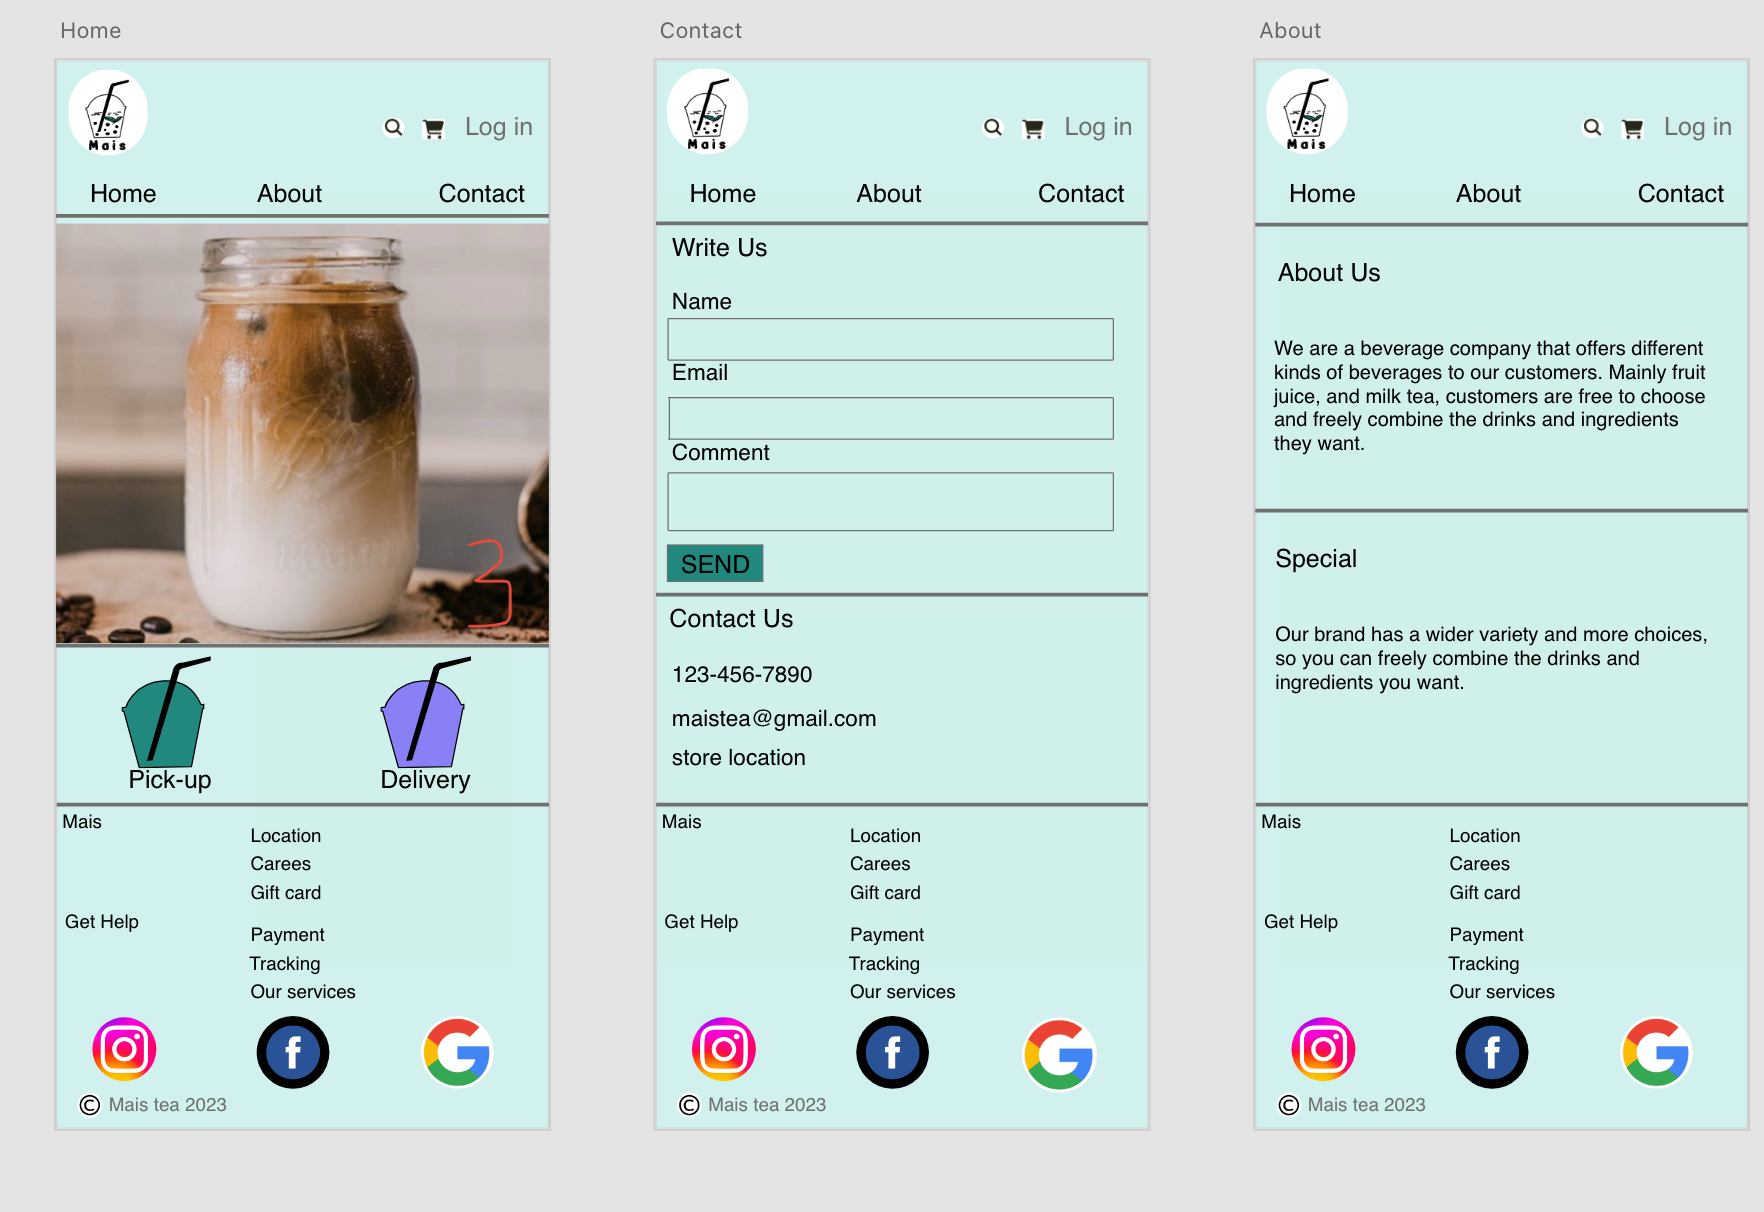 Home
Mais
Log in
Home About Contact
3
Pick-up Delivery
Mais
Location
Carees
Gift card
Get Help
Payment
Tracking
Our services
f G
© Mais tea 2023
Contact
Mais
Log in
Home About Contact
Write Us
Name
Email
Comment
SEND
Contact Us
123-456-7890
maistea@gmail.com
store location
Mais
Location
Carees
Gift card
Get Help
Payment
Tracking
Our services
f G
© Mais tea 2023
About
Mais
Log in
Home About Contact
About Us
We are a beverage company that offers different
kinds of beverages to our customers. Mainly fruit
juice, and milk tea, customers are free to choose
and freely combine the drinks and ingredients
they want.
Special
Our brand has a wider variety and more choices,
so you can freely combine the drinks and
ingredients you want.
Mais
Location
Carees
Gift card
Get Help
Payment
Tracking
Our services
f G
© Mais tea 2023